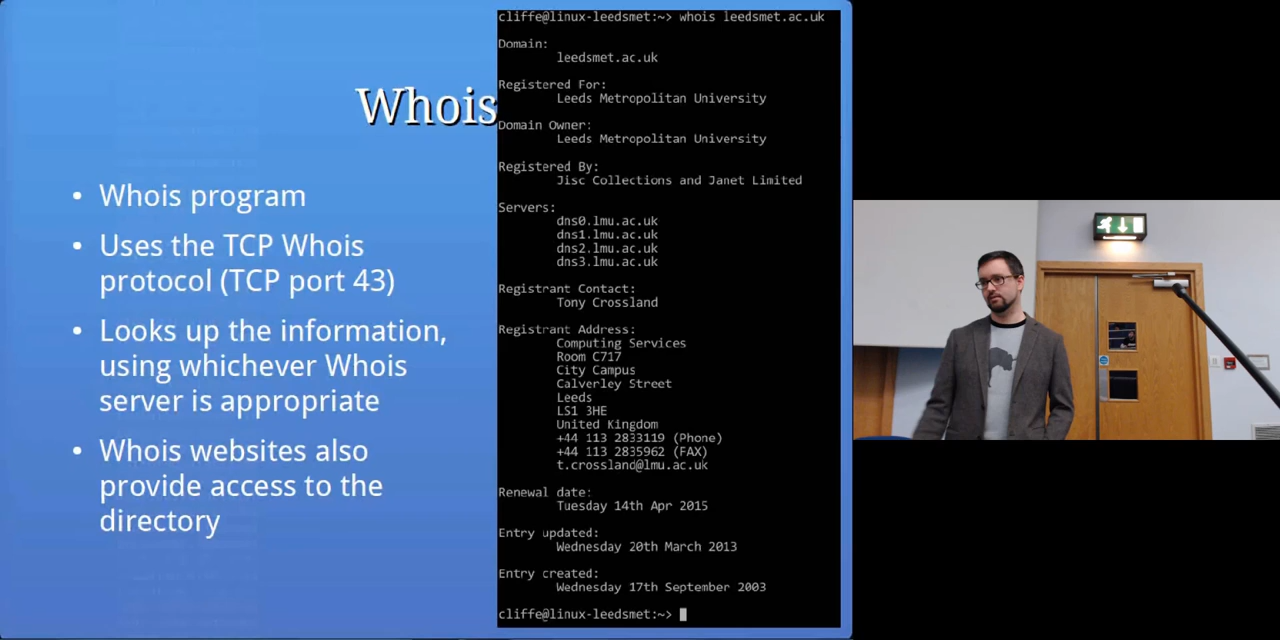 Whois
• Whois program
• Uses the TCP Whois
protocol (TCP port 43)
• Looks up the information,
using whichever Whois
server is appropriate
• Whois websites also
provide access to the
directory
cliffe@linux-leedsmet:~> whois leedsmet.ac.uk
Domain:
leedsmet.ac.uk
Registered For:
Leeds Metropolitan University
Domain Owner:
Leeds Metropolitan University
Registered By:
Jisc Collections and Janet Limited
Servers:
dns0.lmu.ac.uk
dns1.lmu.ac.uk
dns2.lmu.ac.uk
dns3.lmu.ac.uk
Registrant Contact:
Tony Crossland
Registrant Address:
Computing Services
Room C717
City Campus
Calverley Street
Leeds
LS1 3HE
United Kingdom
+44 113 2833119 (Phone)
+44 113 2835962 (FAX)
t.crossland@lmu.ac.uk
Renewal date:
Tuesday 14th Apr 2015
Entry updated:
Wednesday 20th March 2013
Entry created:
Wednesday 17th September 2003
cliffe@linux-leedsmet:~>